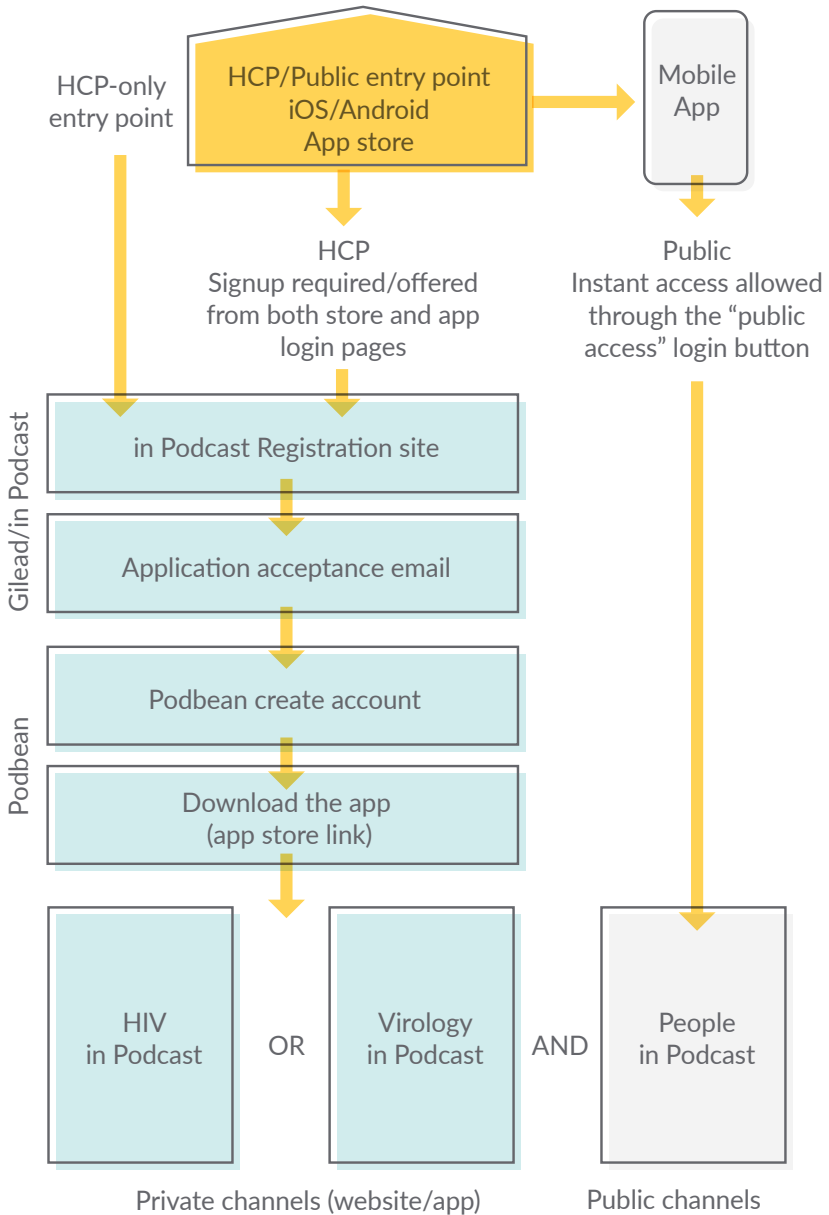 HCP-only
entry point
HCP/Public entry point
iOS/Android
App store
Mobile
App
HCP
Signup required/offered
from both store and app
login pages
Public
Instant access allowed
through the “public
access” login button
Gilead/in Podcast
in Podcast Registration site
Application acceptance email
Podbean
Podbean create account
Download the app
(app store link)
HIV
in Podcast
OR
Virology
in Podcast
AND
People
in Podcast
Private channels (website/app)
Public channels